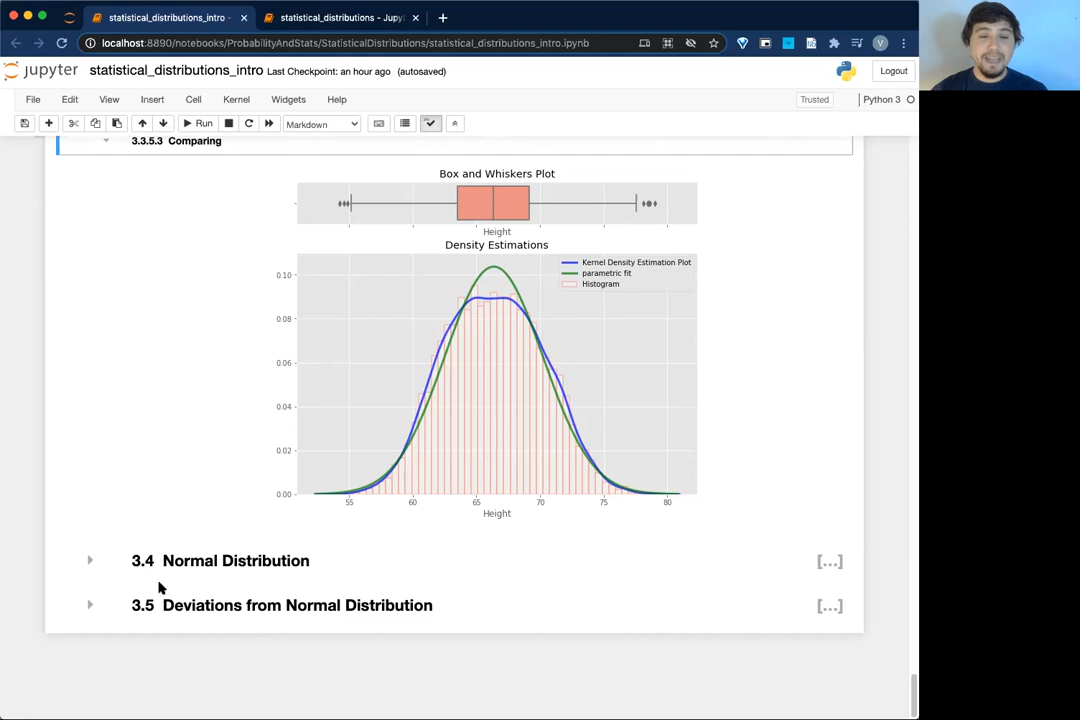 statistical_distributions_intro -
statistical_distributions - Jupyt
localhost:8890/notebooks/ProbabilityAndStats/StatisticalDistributions/statistical_distributions_intro.ipynb
V
jupyter statistical_distributions_intro Last Checkpoint: an hour ago (autosaved)
Logout
File Edit View Insert Cell Kernel Widgets Help
Trusted
Python 3
Run
Markdown
3.3.5.3 Comparing
Box and Whiskers Plot
Height
Density Estimations
Kernel Density Estimation Plot
parametric fit
Histogram
0.10
0.08
0.06
0.04
0.02
0.00
55 60 65 70 75 80
Height
3.4 Normal Distribution
[...]
3.5 Deviations from Normal Distribution
[...]